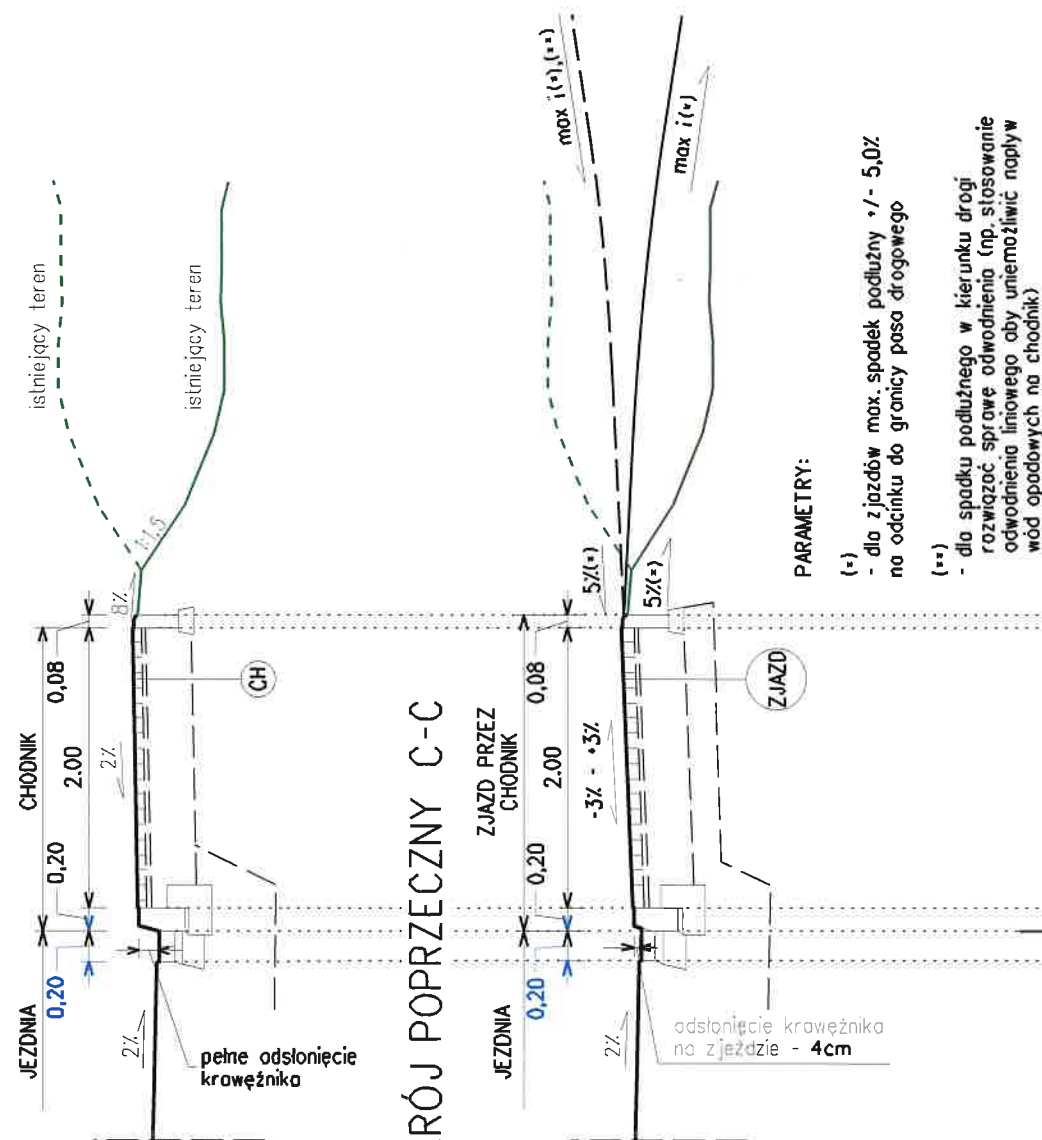 istniejący teren
istniejący teren
1:1.5
8%
CHODNIK
0,20 2.00 0,08
2%
CH
JEZDNIA
0,20
2%
pełne odsłonięcie
krawężnika
RÓJ POPRZECZNY C-C
max i(*),(**)
max i(*)
5%(*)
5%(*)
ZJAZD PRZEZ
CHODNIK
0,20 2.00 0,08
-3% - +3%
ZJAZD
JEZDNIA
0,20
2%
odsłonięcie krawężnika
na zjeździe - 4cm
PARAMETRY:
(*)
- dla zjazdów max. spadek podłużny +/- 5,0%
na odcinku do granicy pasa drogowego
(**)
- dla spadku podłużnego w kierunku drogi
rozwiązać sprawę odwodnienia (np. stosowanie
odwodnienia liniowego aby uniemożliwić napływ
wód opadowych na chodnik)